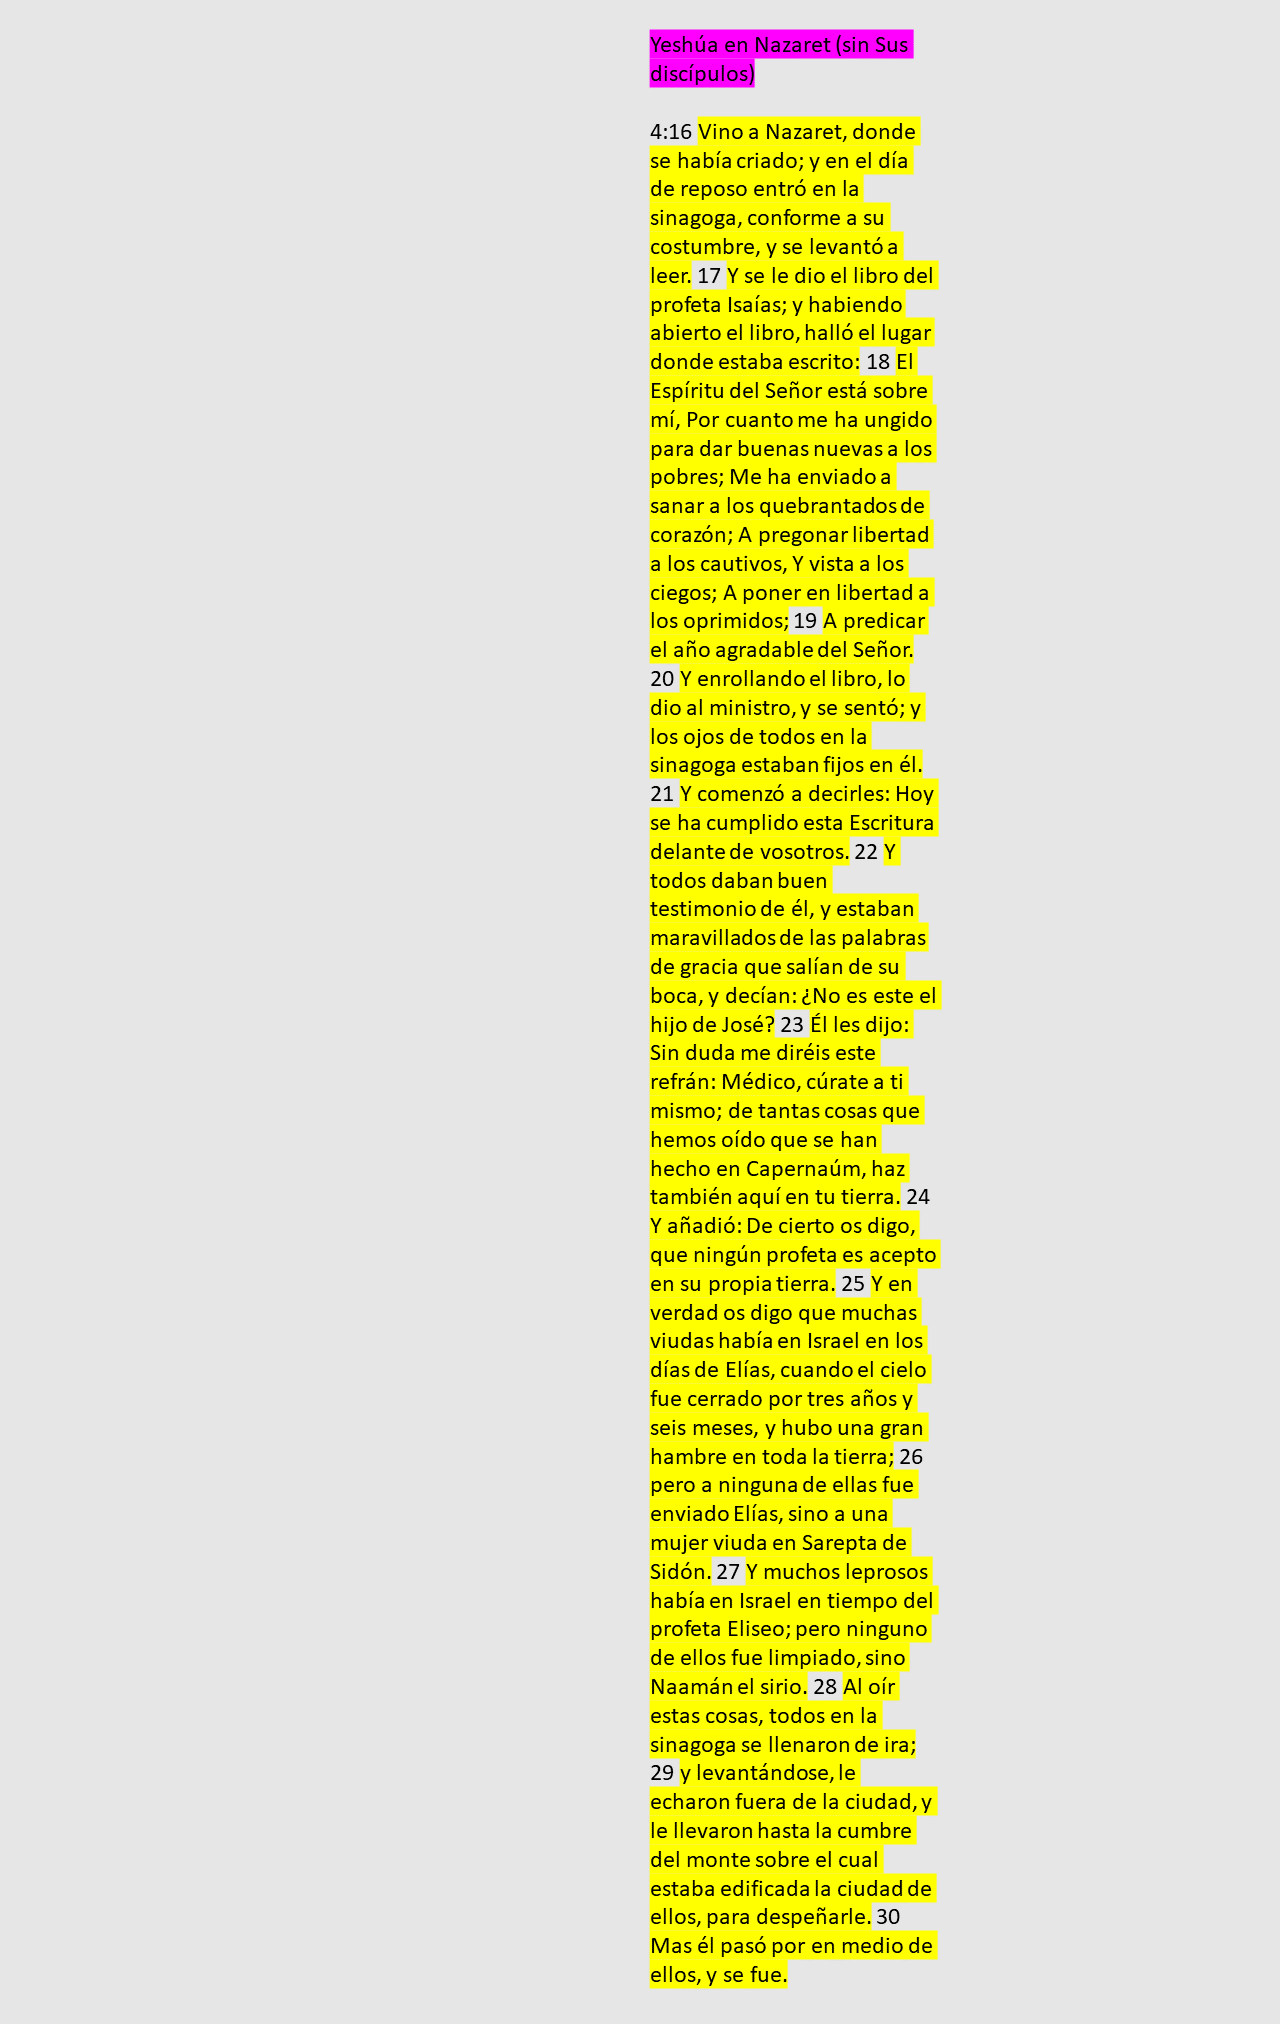 Yeshúa en Nazaret (sin Sus
discípulos)
4:16 Vino a Nazaret, donde
se había criado; y en el día
de reposo entró en la
sinagoga, conforme a su
costumbre, y se levantó a
leer. 17 Y se le dio el libro del
profeta Isaías; y habiendo
abierto el libro, halló el lugar
donde estaba escrito: 18 El
Espíritu del Señor está sobre
mí, Por cuanto me ha ungido
para dar buenas nuevas a los
pobres; Me ha enviado a
sanar a los quebrantados de
corazón; A pregonar libertad
a los cautivos, Y vista a los
ciegos; A poner en libertad a
los oprimidos; 19 A predicar
el año agradable del Señor.
20 Y enrollando el libro, lo
dio al ministro, y se sentó; y
los ojos de todos en la
sinagoga estaban fijos en él.
21 Y comenzó a decirles: Hoy
se ha cumplido esta Escritura
delante de vosotros. 22 Y
todos daban buen
testimonio de él, y estaban
maravillados de las palabras
de gracia que salían de su
boca, y decían: ¿No es este el
hijo de José? 23 Él les dijo:
Sin duda me diréis este
refrán: Médico, cúrate a ti
mismo; de tantas cosas que
hemos oído que se han
hecho en Capernaúm, haz
también aquí en tu tierra. 24
Y añadió: De cierto os digo,
que ningún profeta es acepto
en su propia tierra. 25 Y en
verdad os digo que muchas
viudas había en Israel en los
días de Elías, cuando el cielo
fue cerrado por tres años y
seis meses, y hubo una gran
hambre en toda la tierra; 26
pero a ninguna de ellas fue
enviado Elías, sino a una
mujer viuda en Sarepta de
Sidón. 27 Y muchos leprosos
había en Israel en tiempo del
profeta Eliseo; pero ninguno
de ellos fue limpiado, sino
Naamán el sirio. 28 Al oír
estas cosas, todos en la
sinagoga se llenaron de ira;
29 y levantándose, le
echaron fuera de la ciudad, y
le llevaron hasta la cumbre
del monte sobre el cual
estaba edificada la ciudad de
ellos, para despeñarle. 30
Mas él pasó por en medio de
ellos, y se fue.